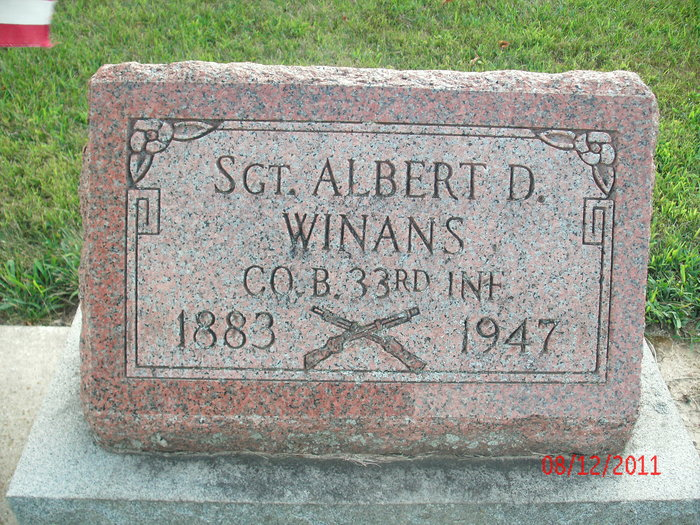 SGT. ALBERT D.
WINANS
CO. B. 33RD INF.
1883 1947
08/12/2011